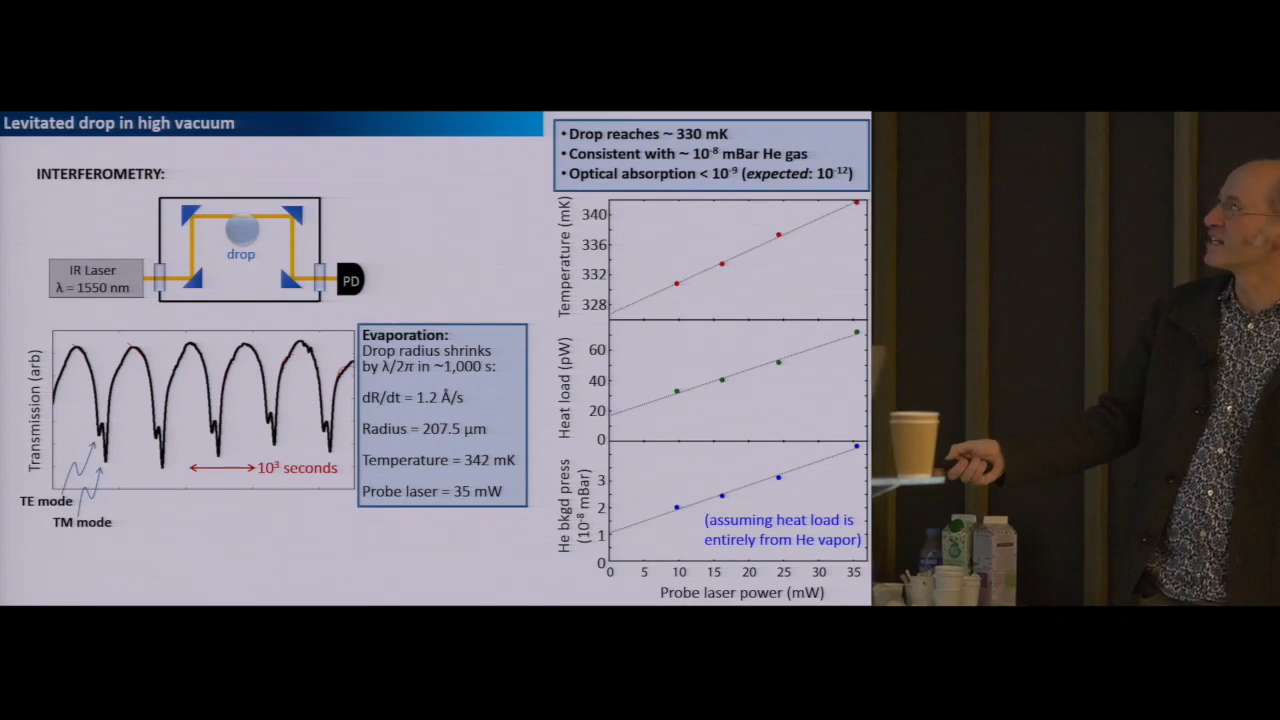 Levitated drop in high vacuum
INTERFEROMETRY:
drop
IR Laser
λ = 1550 nm
PD
Transmission (arb)
10³ seconds
TE mode
TM mode
Evaporation:
Drop radius shrinks
by λ/2π in ~1,000 s:
dR/dt = 1.2 Å/s
Radius = 207.5 μm
Temperature = 342 mK
Probe laser = 35 mW
• Drop reaches ~ 330 mK
• Consistent with ~ 10⁻⁸ mBar He gas
• Optical absorption < 10⁻⁹ (expected: 10⁻¹²)
Temperature (mK)
340
336
332
328
Heat load (pW)
60
40
20
0
He bkgd press
(10⁻⁸ mBar)
3
2
1
0
(assuming heat load is
entirely from He vapor)
0 5 10 15 20 25 30 35
Probe laser power (mW)